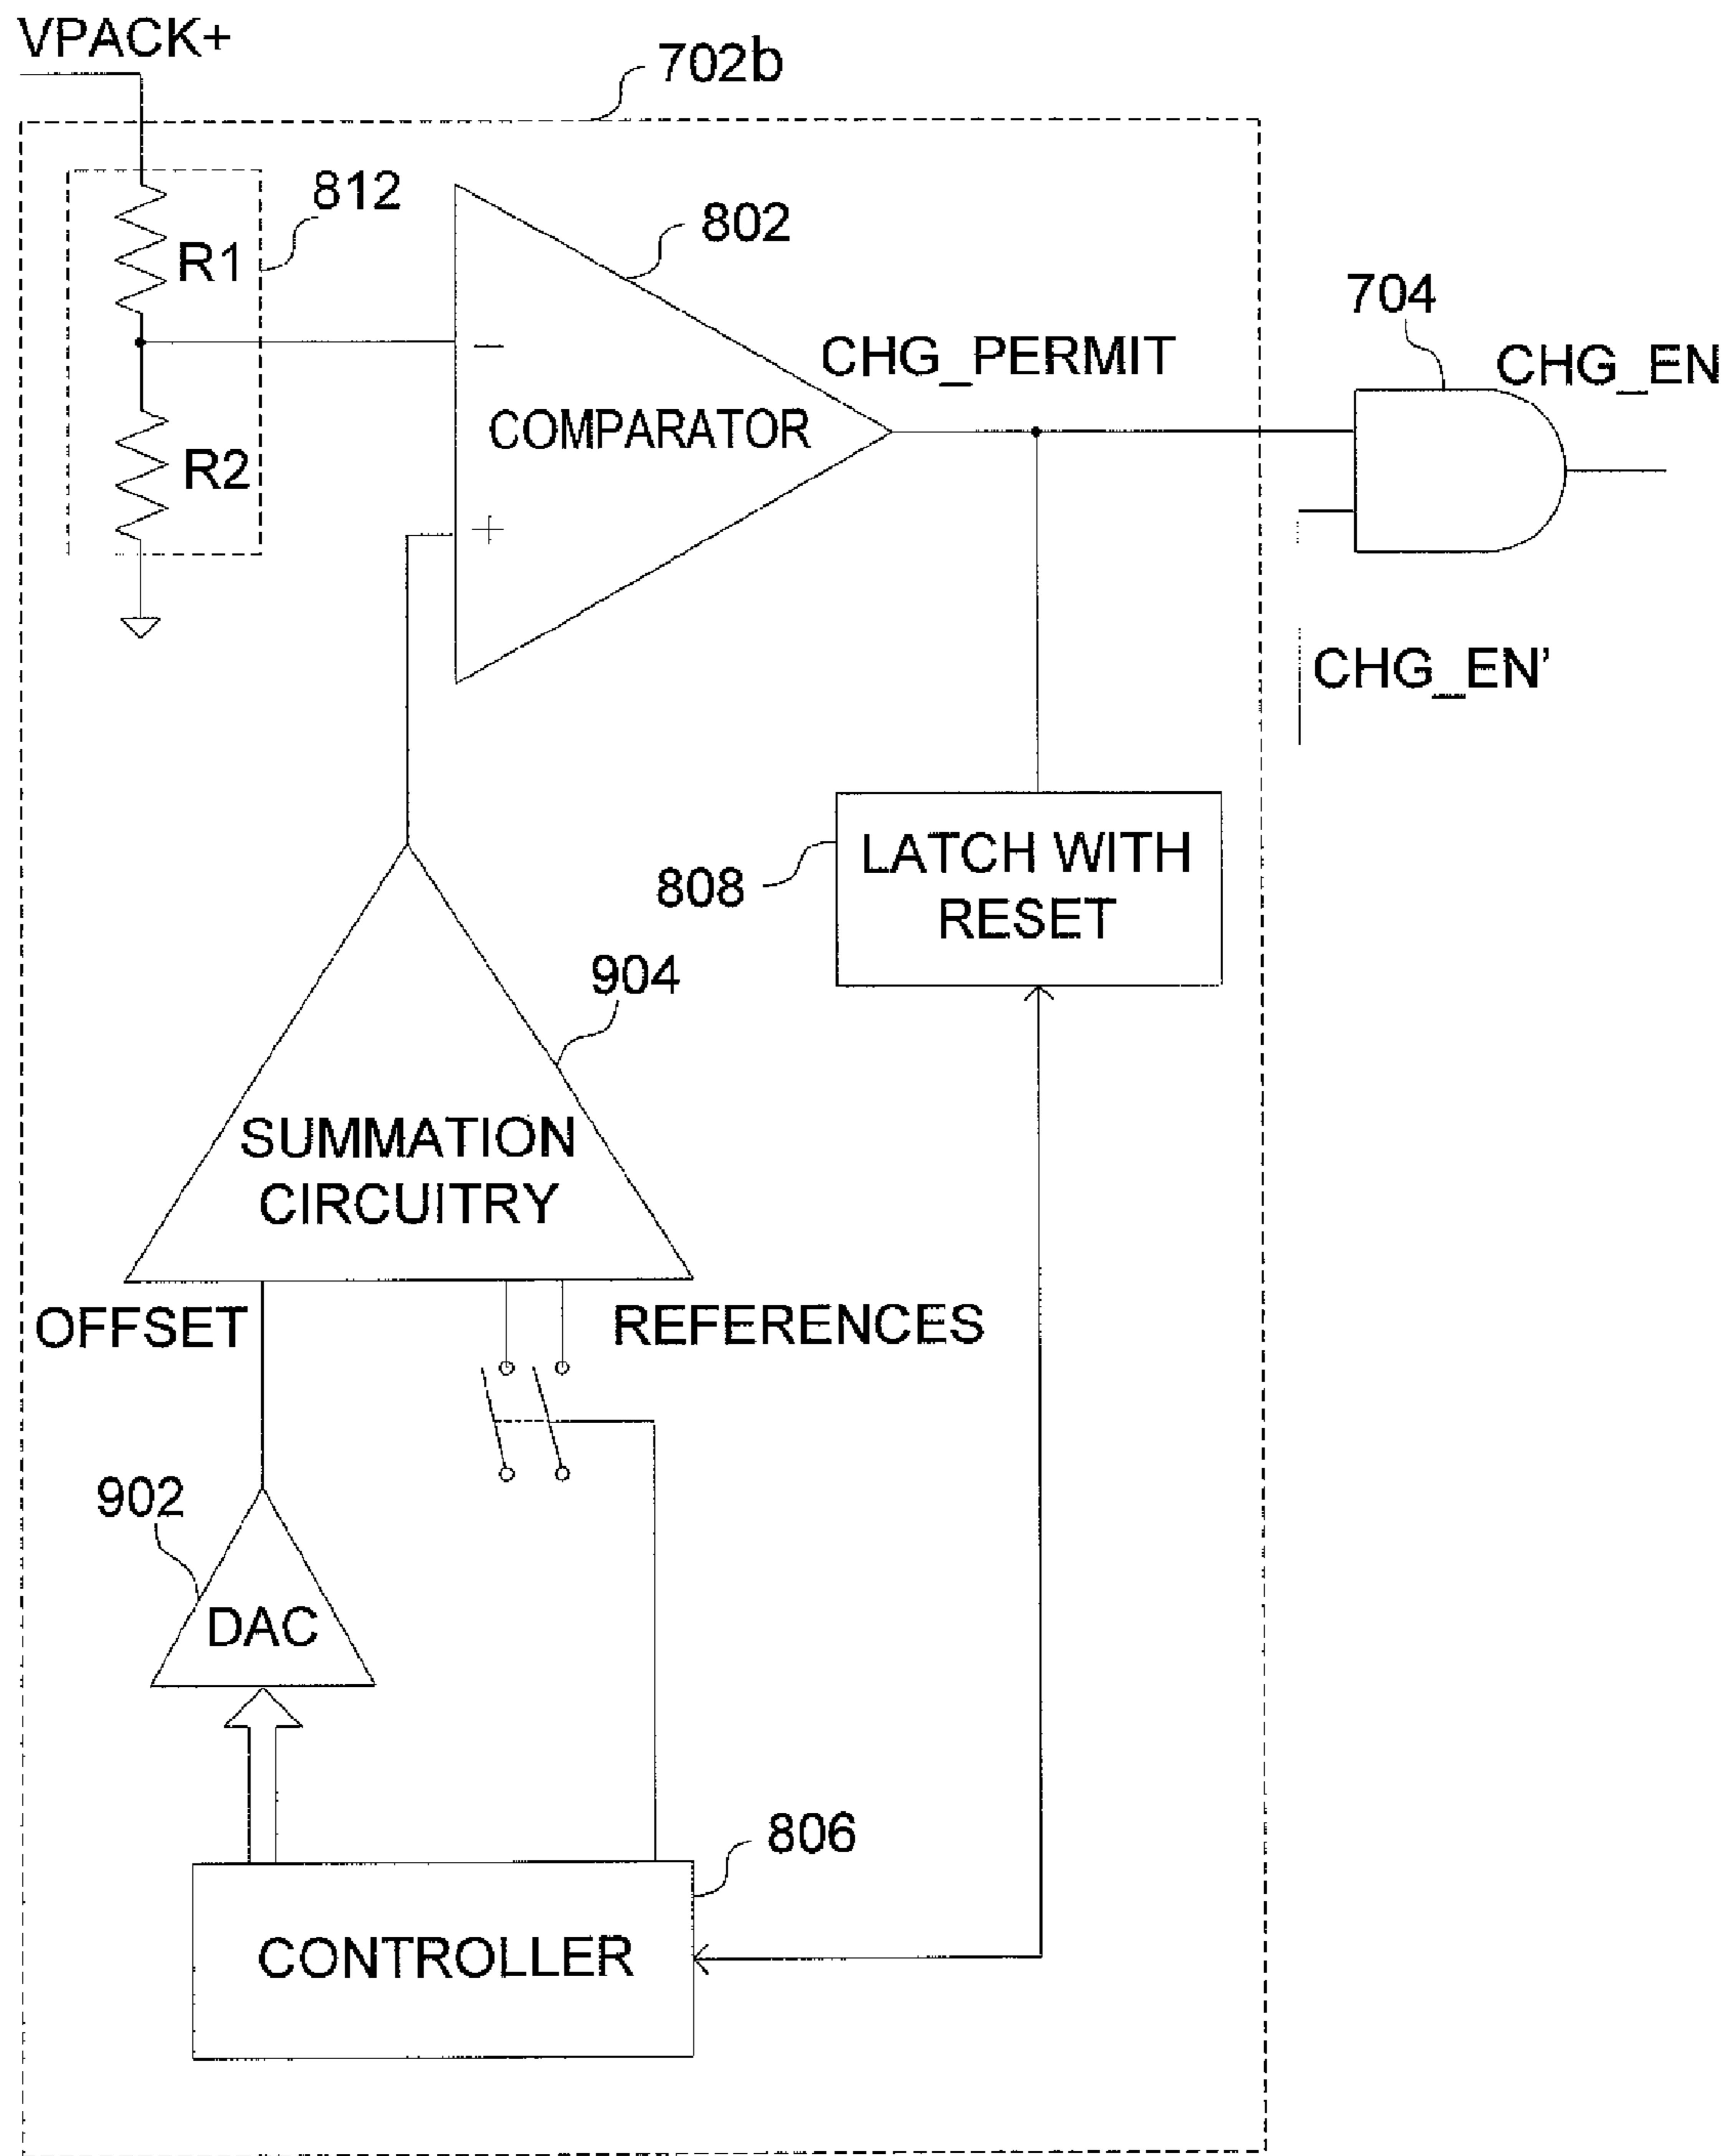 VPACK+
702b
812
R1
802
704
CHG_PERMIT
CHG_EN
−
COMPARATOR
R2
+
CHG_EN’
LATCH WITH
RESET
808
904
SUMMATION
CIRCUITRY
OFFSET
REFERENCES
902
DAC
806
CONTROLLER